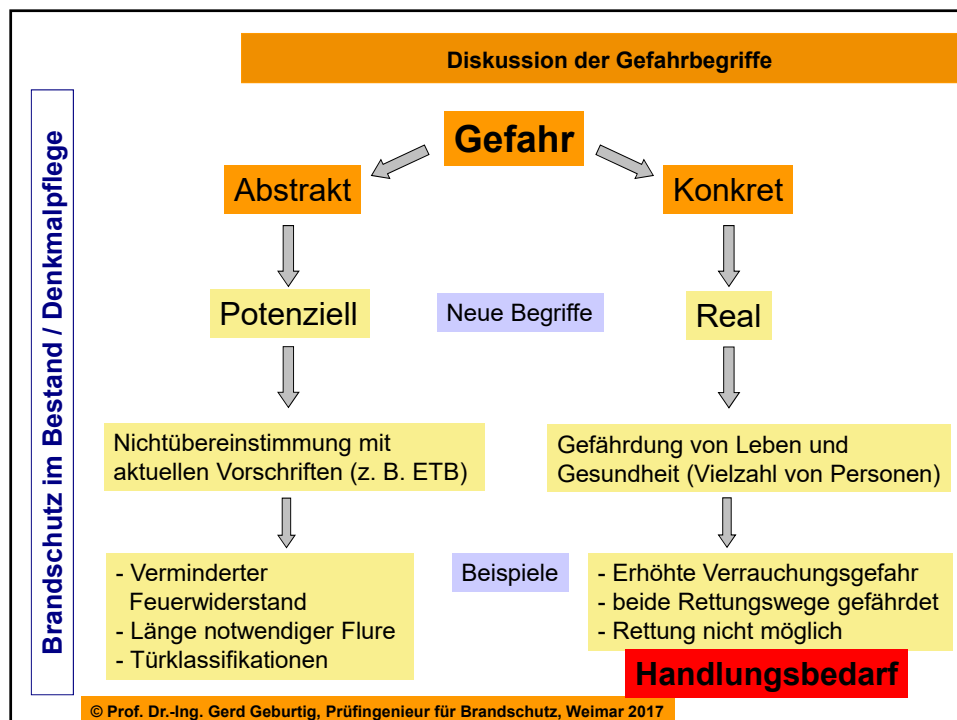 Diskussion der Gefahrbegriffe
Brandschutz im Bestand / Denkmalpflege
Gefahr
Abstrakt
Konkret
Potenziell
Neue Begriffe
Real
Nichtübereinstimmung mit
aktuellen Vorschriften (z. B. ETB)
Gefährdung von Leben und
Gesundheit (Vielzahl von Personen)
- Verminderter
Feuerwiderstand
- Länge notwendiger Flure
- Türklassifikationen
Beispiele
- Erhöhte Verrauchungsgefahr
- beide Rettungswege gefährdet
- Rettung nicht möglich
Handlungsbedarf
© Prof. Dr.-Ing. Gerd Geburtig, Prüfingenieur für Brandschutz, Weimar 2017